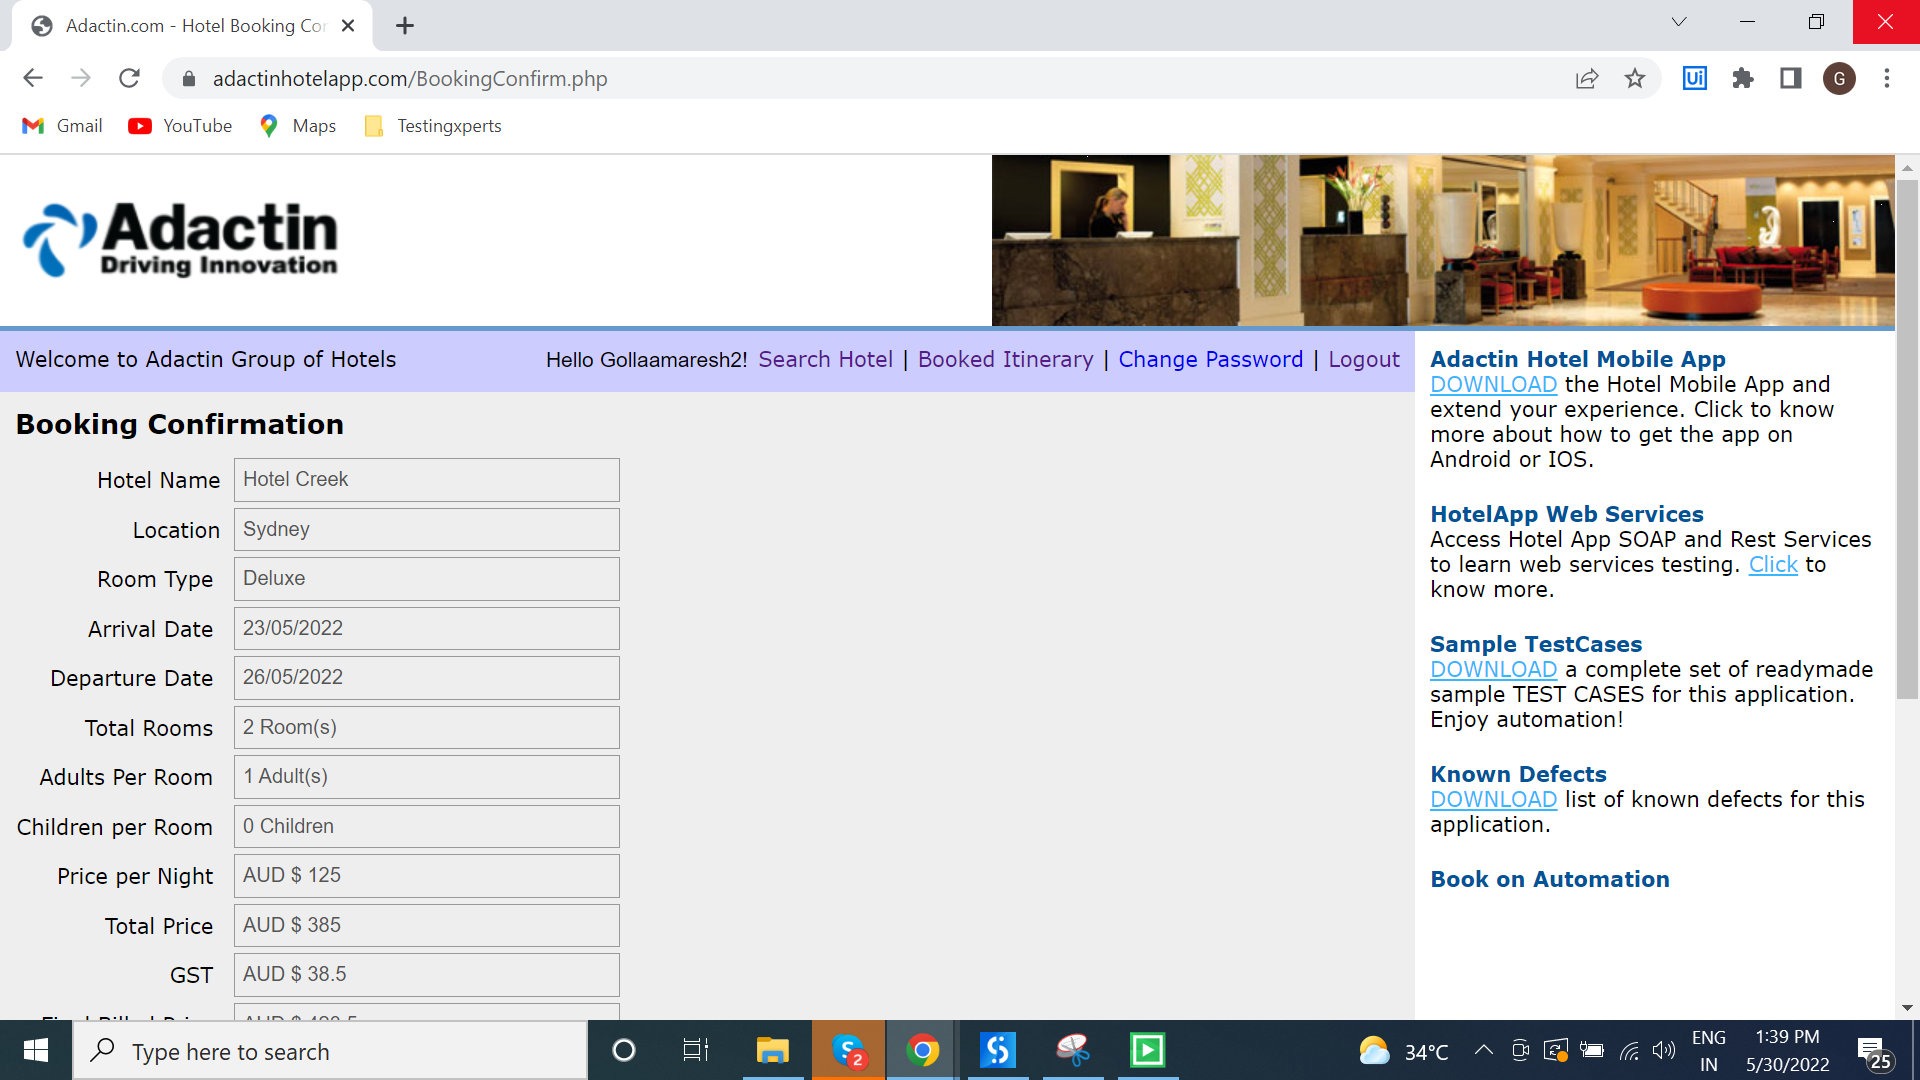 Adactin.com - Hotel Booking Con
adactinhotelapp.com/BookingConfirm.php
Ui
G
Gmail
YouTube
Maps
Testingxperts
Adactin
Driving Innovation
Welcome to Adactin Group of Hotels
Hello Gollaamaresh2! Search Hotel | Booked Itinerary | Change Password | Logout
Booking Confirmation
Hotel Name Hotel Creek
Location Sydney
Room Type Deluxe
Arrival Date 23/05/2022
Departure Date 26/05/2022
Total Rooms 2 Room(s)
Adults Per Room 1 Adult(s)
Children per Room 0 Children
Price per Night AUD $ 125
Total Price AUD $ 385
GST AUD $ 38.5
Adactin Hotel Mobile App
DOWNLOAD the Hotel Mobile App and
extend your experience. Click to know
more about how to get the app on
Android or IOS.
HotelApp Web Services
Access Hotel App SOAP and Rest Services
to learn web services testing. Click to
know more.
Sample TestCases
DOWNLOAD a complete set of readymade
sample TEST CASES for this application.
Enjoy automation!
Known Defects
DOWNLOAD list of known defects for this
application.
Book on Automation
Type here to search
S
2
34°C
ENG
IN
1:39 PM
5/30/2022
25